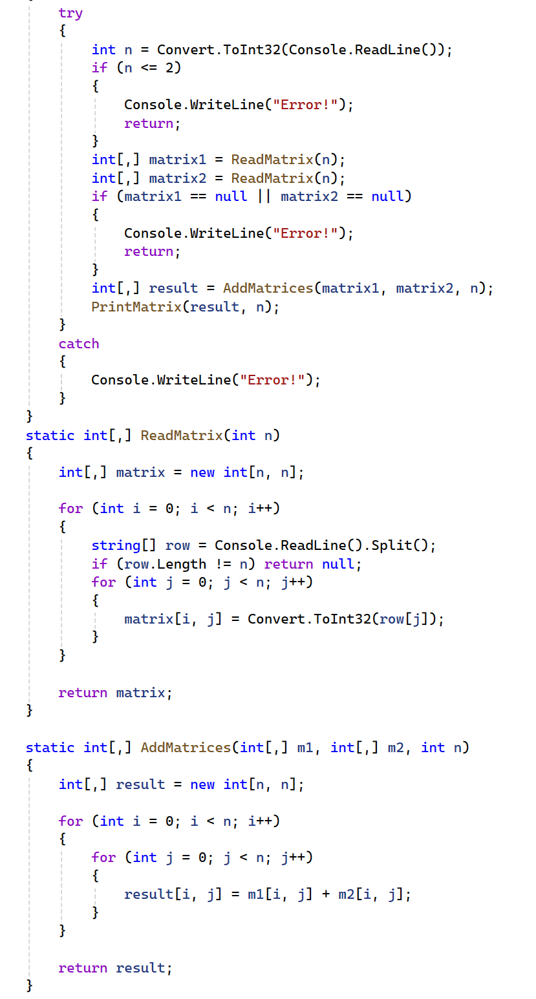 try
{
int n = Convert.ToInt32(Console.ReadLine());
if (n <= 2)
{
Console.WriteLine("Error!");
return;
}
int[,] matrix1 = ReadMatrix(n);
int[,] matrix2 = ReadMatrix(n);
if (matrix1 == null || matrix2 == null)
{
Console.WriteLine("Error!");
return;
}
int[,] result = AddMatrices(matrix1, matrix2, n);
PrintMatrix(result, n);
}
catch
{
Console.WriteLine("Error!");
}
}
static int[,] ReadMatrix(int n)
{
int[,] matrix = new int[n, n];
for (int i = 0; i < n; i++)
{
string[] row = Console.ReadLine().Split();
if (row.Length != n) return null;
for (int j = 0; j < n; j++)
{
matrix[i, j] = Convert.ToInt32(row[j]);
}
}
return matrix;
}
static int[,] AddMatrices(int[,] m1, int[,] m2, int n)
{
int[,] result = new int[n, n];
for (int i = 0; i < n; i++)
{
for (int j = 0; j < n; j++)
{
result[i, j] = m1[i, j] + m2[i, j];
}
}
return result;
}